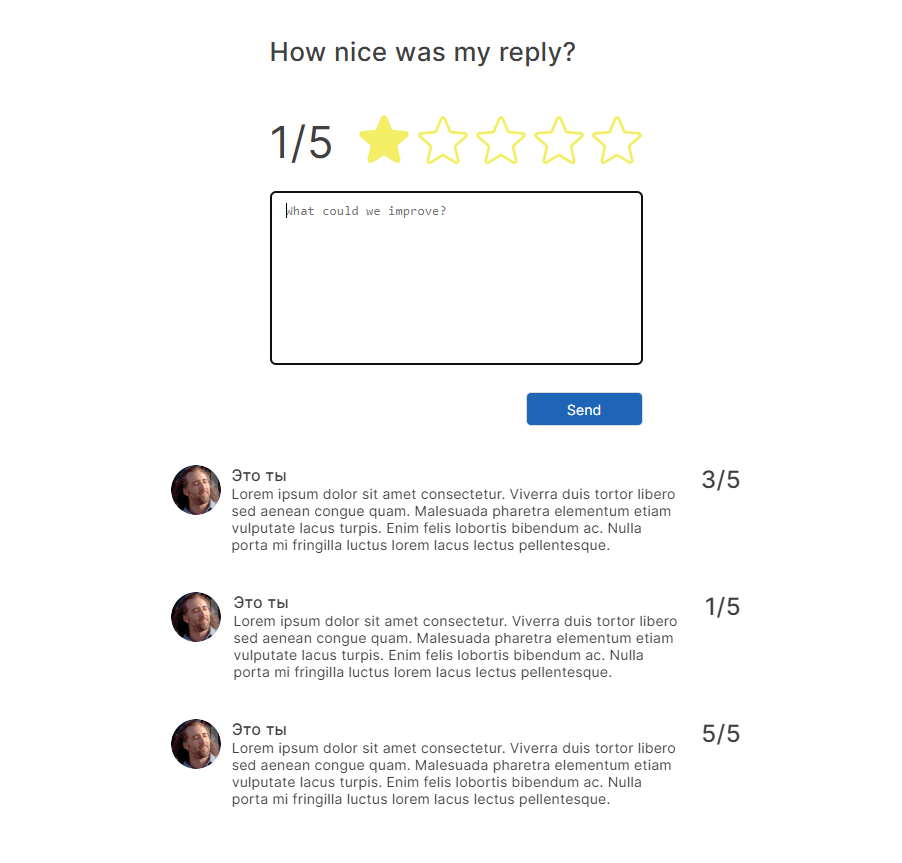 How nice was my reply?
1/5
What could we improve?
Send
Это ты
3/5
Lorem ipsum dolor sit amet consectetur. Viverra duis tortor libero
sed aenean congue quam. Malesuada pharetra elementum etiam
vulputate lacus turpis. Enim felis lobortis bibendum ac. Nulla
porta mi fringilla luctus lorem lacus lectus pellentesque.
Это ты
1/5
Lorem ipsum dolor sit amet consectetur. Viverra duis tortor libero
sed aenean congue quam. Malesuada pharetra elementum etiam
vulputate lacus turpis. Enim felis lobortis bibendum ac. Nulla
porta mi fringilla luctus lorem lacus lectus pellentesque.
Это ты
5/5
Lorem ipsum dolor sit amet consectetur. Viverra duis tortor libero
sed aenean congue quam. Malesuada pharetra elementum etiam
vulputate lacus turpis. Enim felis lobortis bibendum ac. Nulla
porta mi fringilla luctus lorem lacus lectus pellentesque.